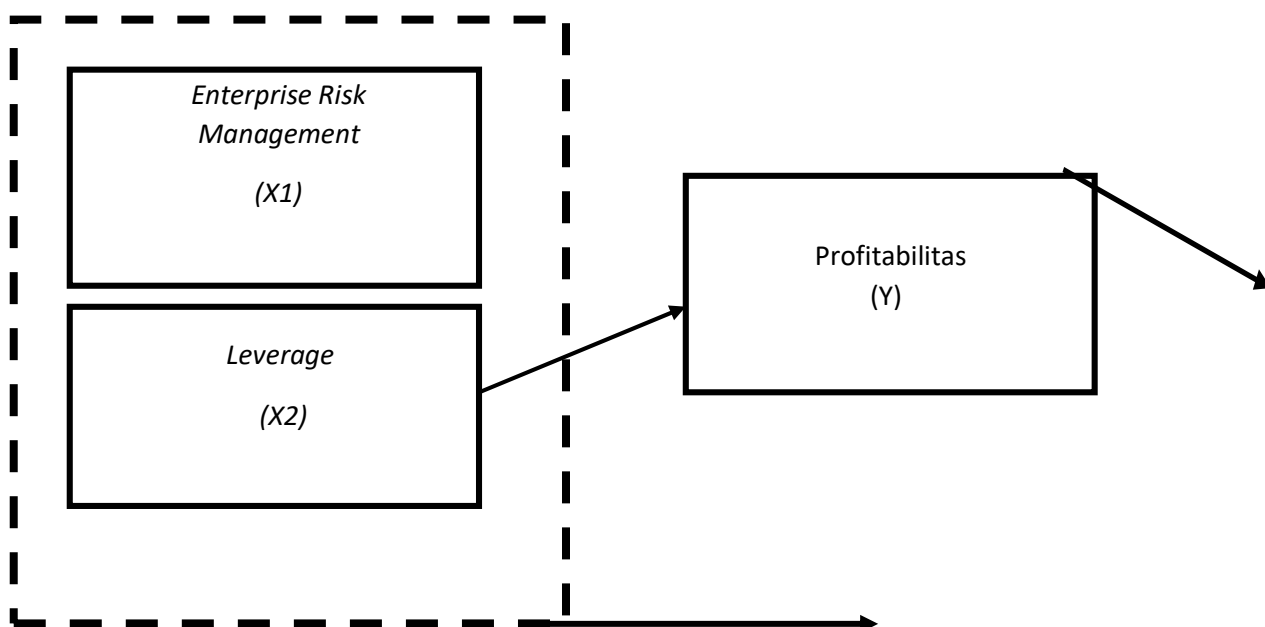 Enterprise Risk
Management
(X1)
Leverage
(X2)
Profitabilitas
(Y)